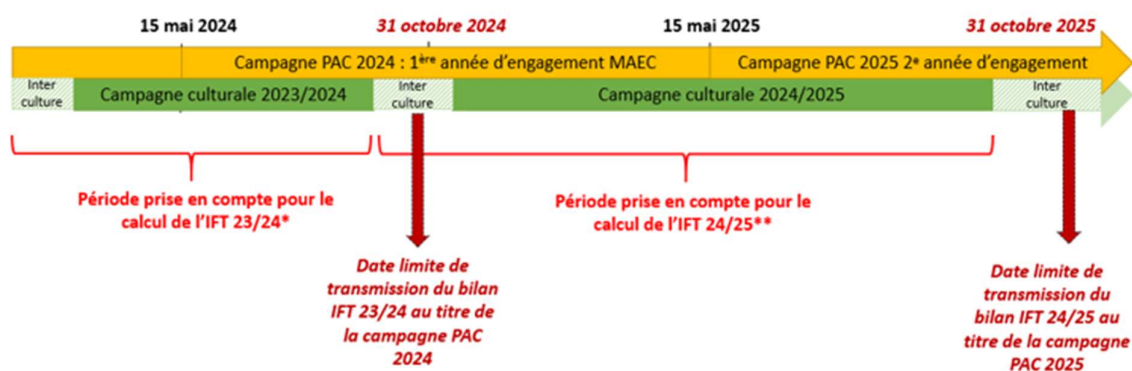 15 mai 2024
31 octobre 2024
15 mai 2025
31 octobre 2025
Campagne PAC 2024 : 1ère année d'engagement MAEC
Campagne PAC 2025 2e année d'engagement
Inter
culture
Campagne culturale 2023/2024
Inter
culture
Campagne culturale 2024/2025
Inter
culture
Période prise en compte pour le
calcul de l'IFT 23/24*
Période prise en compte pour le
calcul de l'IFT 24/25**
Date limite de
transmission du bilan
IFT 23/24 au titre de
la campagne PAC
2024
Date limite de
transmission du
bilan IFT 24/25 au
titre de la campagne
PAC 2025